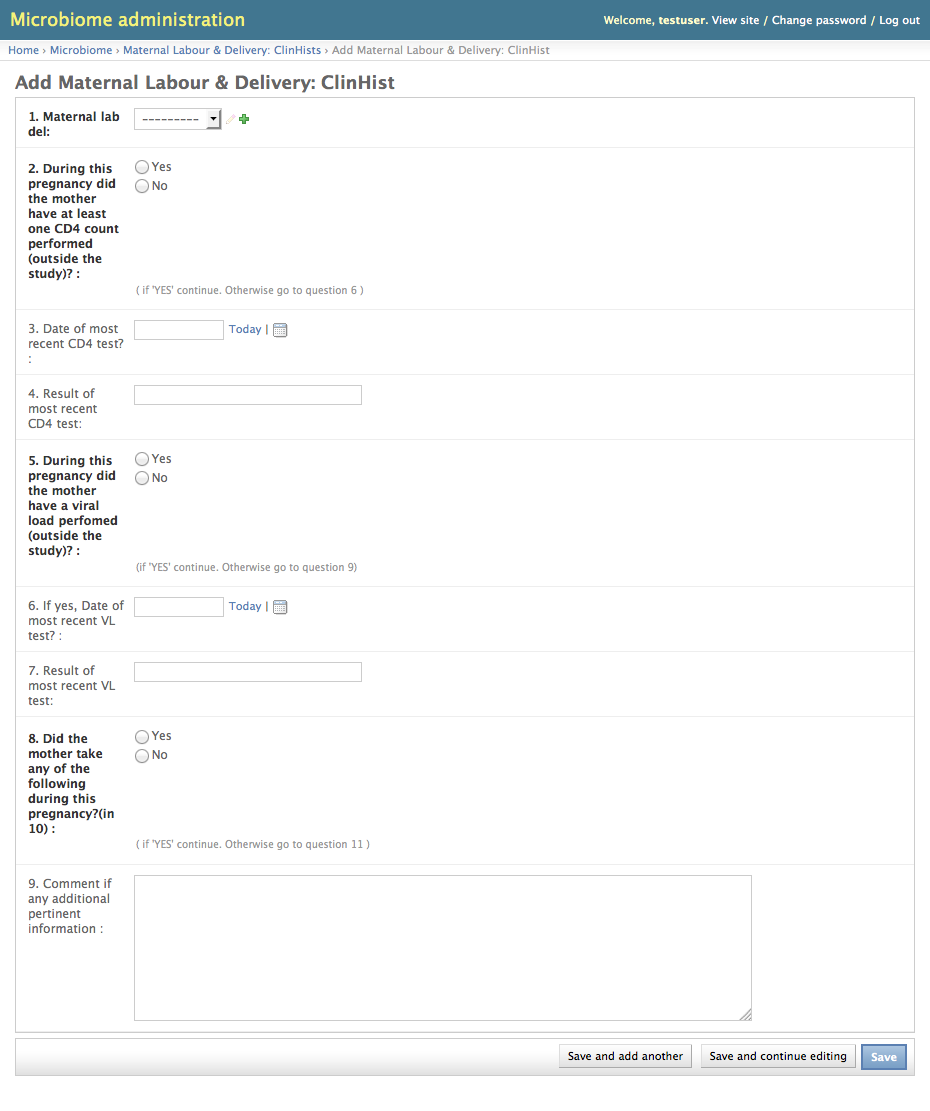 Microbiome administration
Welcome, testuser. View site / Change password / Log out
Home › Microbiome › Maternal Labour & Delivery: ClinHists › Add Maternal Labour & Delivery: ClinHist
Add Maternal Labour & Delivery: ClinHist
1. Maternal lab
del:
---------
2. During this
pregnancy did
the mother
have at least
one CD4 count
performed
(outside the
study)? :
Yes
No
( if 'YES' continue. Otherwise go to question 6 )
3. Date of most
recent CD4 test?
:
Today |
4. Result of
most recent
CD4 test:
5. During this
pregnancy did
the mother
have a viral
load perfomed
(outside the
study)? :
Yes
No
(if 'YES' continue. Otherwise go to question 9)
6. If yes, Date of
most recent VL
test? :
Today |
7. Result of
most recent VL
test:
8. Did the
mother take
any of the
following
during this
pregnancy?(in
10) :
Yes
No
( if 'YES' continue. Otherwise go to question 11 )
9. Comment if
any additional
pertinent
information :
Save and add another
Save and continue editing
Save